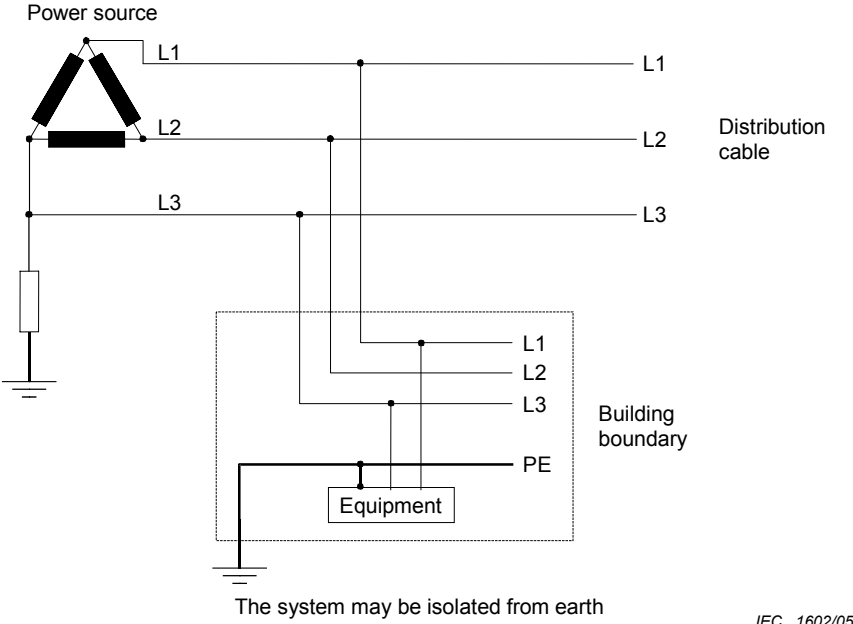 Power source
L1
L1
L2
L2
Distribution
cable
L3
L3
L1
L2
L3
Building
boundary
PE
Equipment
The system may be isolated from earth
IEC 1602/05